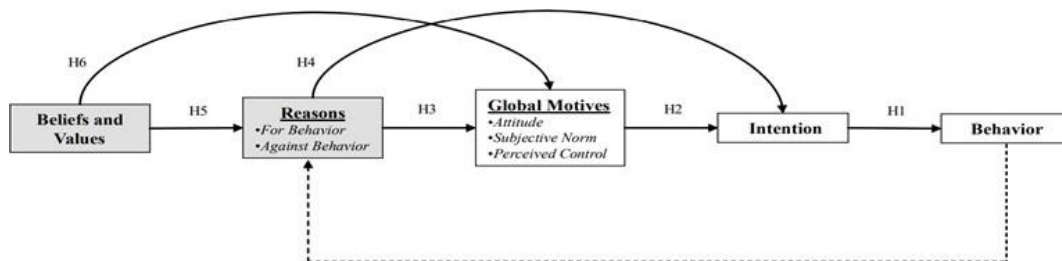 H6
H4
Beliefs and
Values
H5
Reasons
•For Behavior
•Against Behavior
H3
Global Motives
•Attitude
•Subjective Norm
•Perceived Control
H2
Intention
H1
Behavior